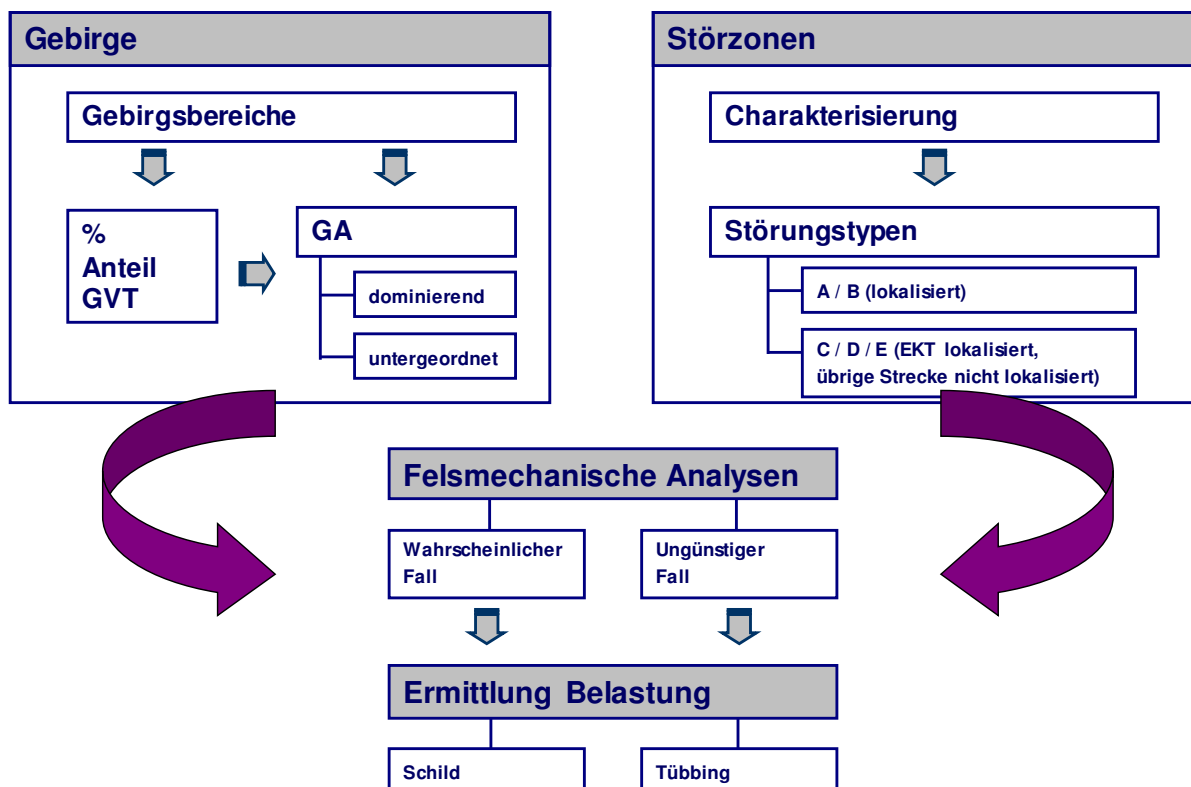 Gebirge
Gebirgsbereiche
%
Anteil
GVT
GA
dominierend
untergeordnet
Störzonen
Charakterisierung
Störungstypen
A / B (lokalisiert)
C / D / E (EKT lokalisiert,
übrige Strecke nicht lokalisiert)
Felsmechanische Analysen
Wahrscheinlicher
Fall
Ungünstiger
Fall
Ermittlung Belastung
Schild
Tübbing